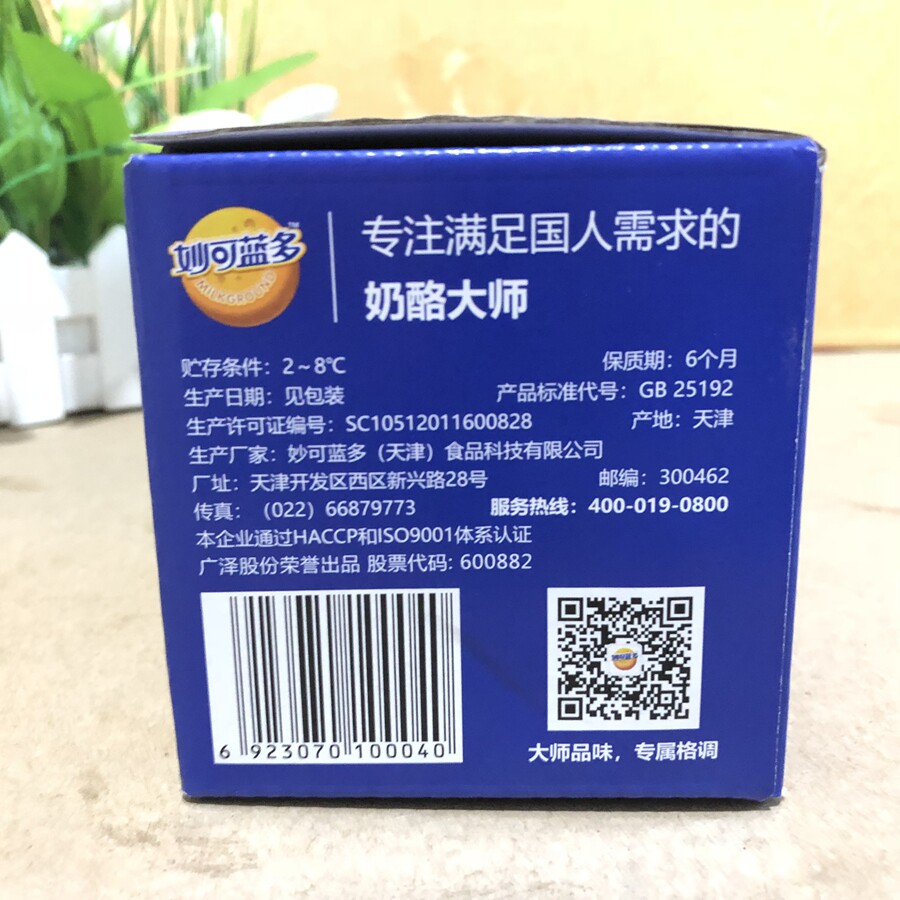 妙可蓝多™
MILKGROUND
专注满足国人需求的
奶酪大师
贮存条件：2～8℃ 保质期：6个月
生产日期：见包装 产品标准代号：GB 25192
生产许可证编号：SC10512011600828 产地：天津
生产厂家：妙可蓝多（天津）食品科技有限公司
厂址：天津开发区西区新兴路28号 邮编：300462
传真：（022）66879773 服务热线：400-019-0800
本企业通过HACCP和ISO9001体系认证
广泽股份荣誉出品 股票代码: 600882
6 923070 100040
妙可蓝多
大师品味，专属格调